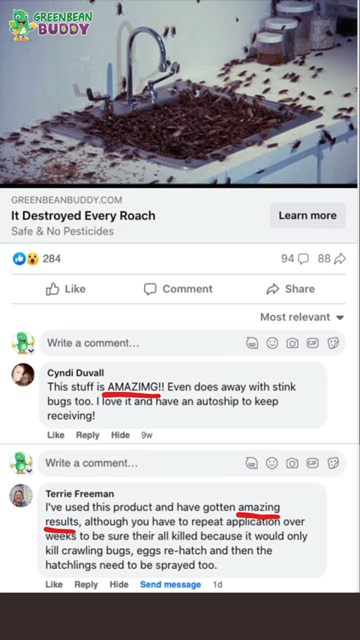 GREENBEAN
BUDDY
GREENBEANBUDDY.COM
It Destroyed Every Roach
Learn more
Safe & No Pesticides
284
94
88
Like
Comment
Share
Most relevant
Write a comment...
GIF
Cyndi Duvall
This stuff is AMAZIMG!! Even does away with stink
bugs too. I love it and have an autoship to keep
receiving!
Like Reply Hide 9w
Write a comment...
GIF
Terrie Freeman
I've used this product and have gotten amazing
results, although you have to repeat application over
weeks to be sure their all killed because it would only
kill crawling bugs, eggs re-hatch and then the
hatchlings need to be sprayed too.
Like Reply Hide Send message 1d